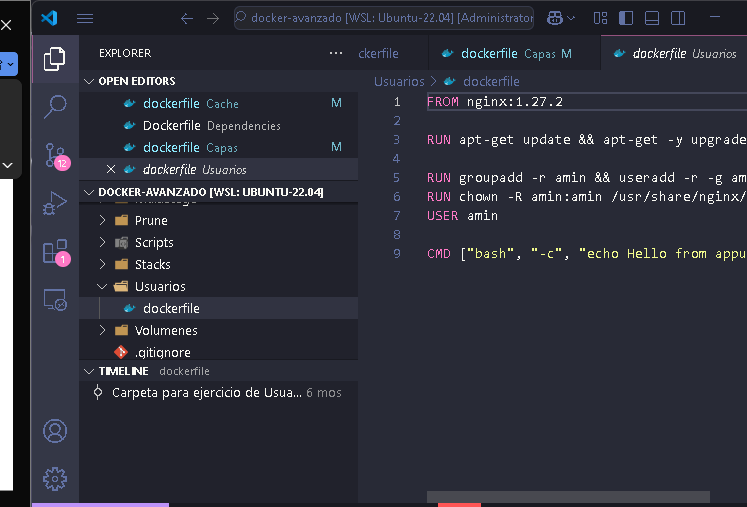 docker-avanzado [WSL: Ubuntu-22.04] [Administrator
EXPLORER
OPEN EDITORS
dockerfile Cache M
Dockerfile Dependencies
dockerfile Capas M
dockerfile Usuarios
DOCKER-AVANZADO [WSL: UBUNTU-22.04]
Prune
Scripts
Stacks
Usuarios
dockerfile
Volumenes
.gitignore
TIMELINE dockerfile
Carpeta para ejercicio de Usua... 6 mos
12
1
ckerfile
dockerfile Capas M
dockerfile Usuarios
Usuarios > dockerfile
1 FROM nginx:1.27.2
2
3 RUN apt-get update && apt-get -y upgrade
4
5 RUN groupadd -r amin && useradd -r -g am
6 RUN chown -R amin:amin /usr/share/nginx/
7 USER amin
8
9 CMD ["bash", "-c", "echo Hello from appu